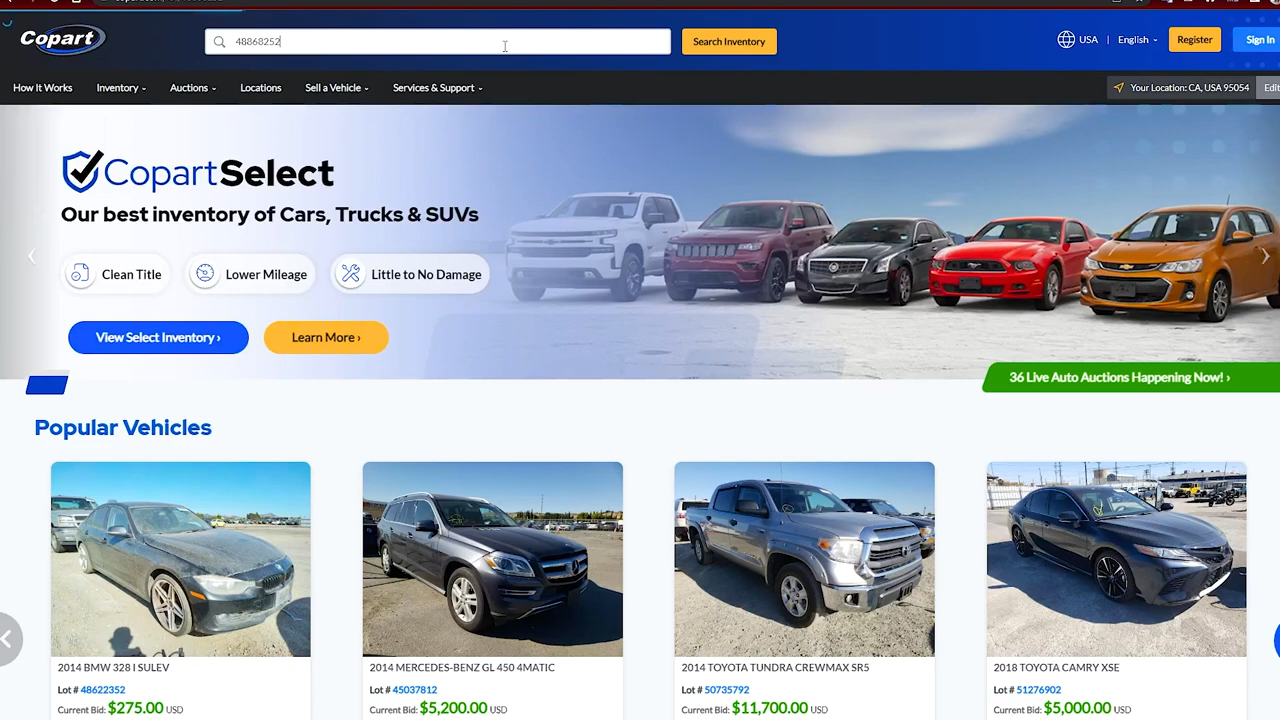 Copart
48868252
Search Inventory
USA | English
Register
Sign In
How It Works
Inventory
Auctions
Locations
Sell a Vehicle
Services & Support
Your Location: CA, USA 95054
Edit
CopartSelect
Our best inventory of Cars, Trucks & SUVs
Clean Title
Lower Mileage
Little to No Damage
View Select Inventory ›
Learn More ›
36 Live Auto Auctions Happening Now! ›
Popular Vehicles
2014 BMW 328 I SULEV
Lot # 48622352
Current Bid: $275.00 USD
2014 MERCEDES-BENZ GL 450 4MATIC
Lot # 45037812
Current Bid: $5,200.00 USD
2014 TOYOTA TUNDRA CREWMAX SR5
Lot # 50735792
Current Bid: $11,700.00 USD
2018 TOYOTA CAMRY XSE
Lot # 51276902
Current Bid: $5,000.00 USD